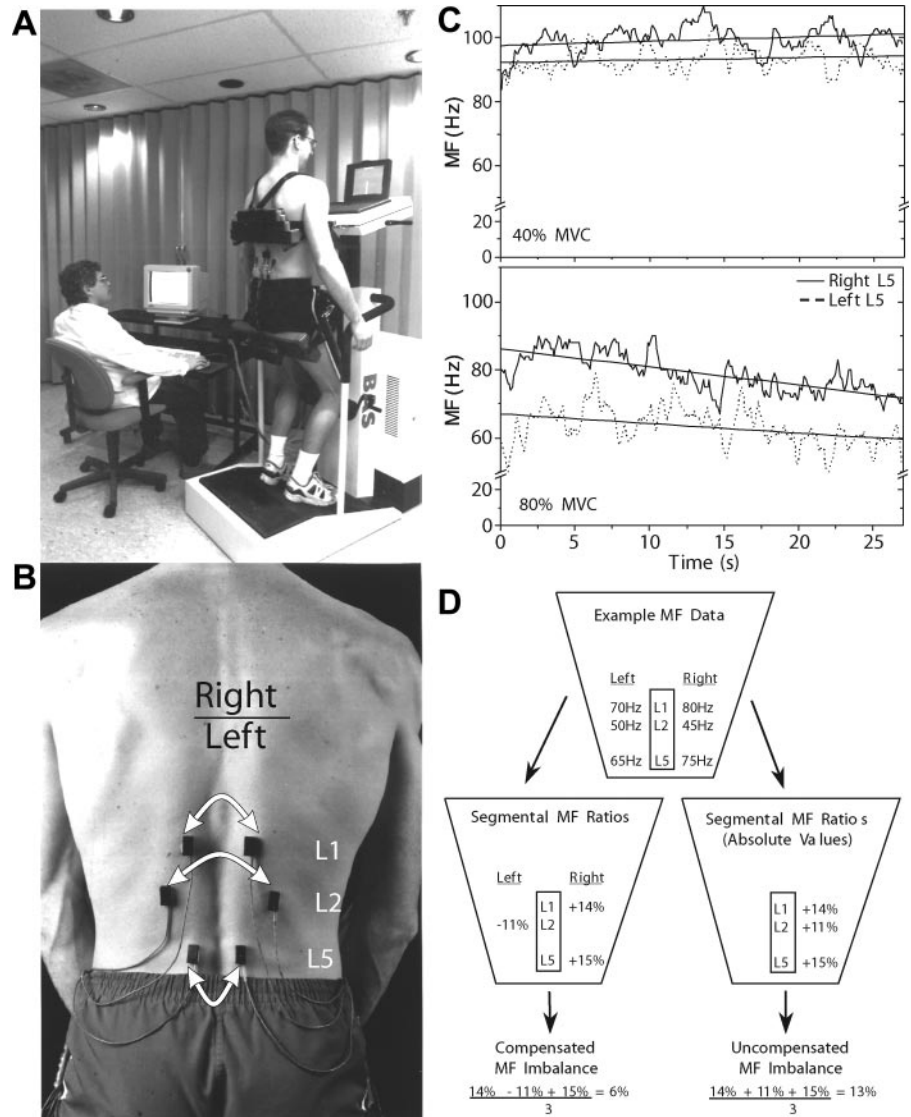 A
BKS
B
Right
Left
L1
L2
L5
C
MF (Hz)
100
80
60
20
0
40% MVC
Right L5
Left L5
MF (Hz)
100
80
60
20
0
80% MVC
0 5 10 15 20 25
Time (s)
D
Example MF Data
Left Right
70Hz L1 80Hz
50Hz L2 45Hz
65Hz L5 75Hz
Segmental MF Ratios
Left Right
L1 +14%
-11% L2
L5 +15%
Compensated
MF Imbalance
14% - 11% + 15% = 6%
3
Segmental MF Ratios
(Absolute Values)
L1 +14%
L2 +11%
L5 +15%
Uncompensated
MF Imbalance
14% + 11% + 15% = 13%
3